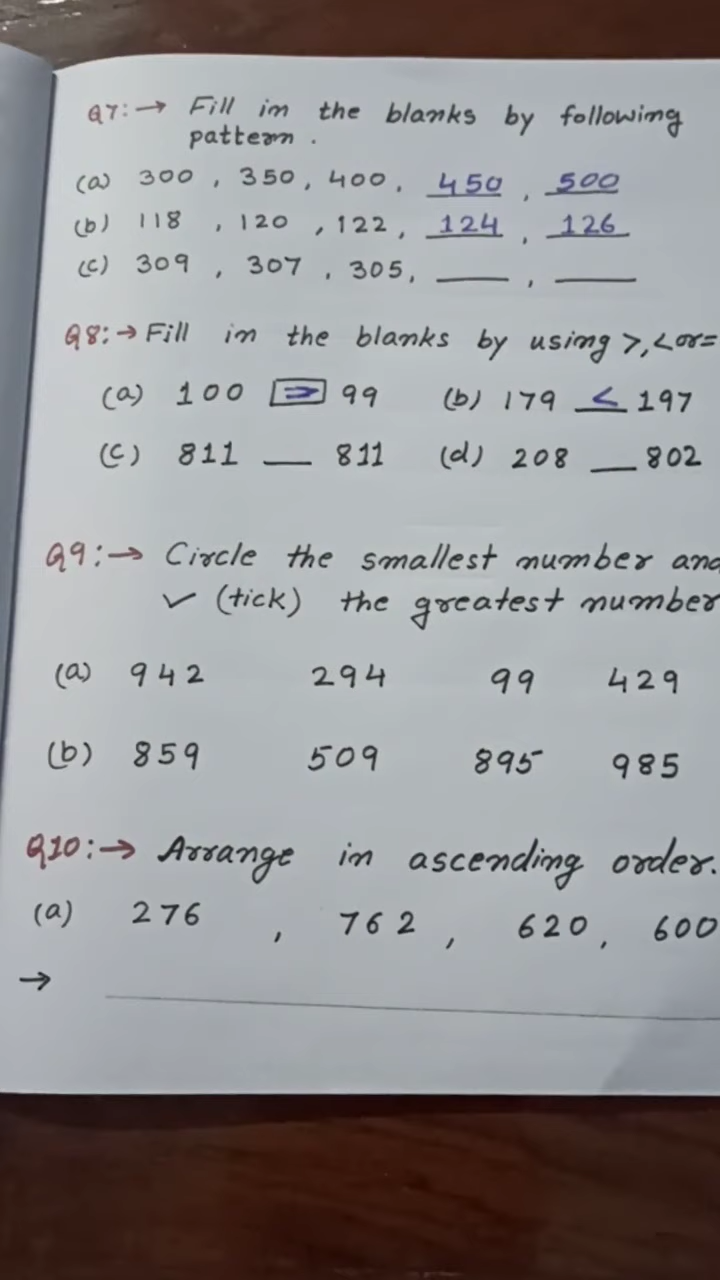 Q7:→ Fill in the blanks by following
pattern.
(a) 300, 350, 400, 450, 500
(b) 118, 120, 122, 124, 126
(c) 309, 307, 305, ____, ____
Q8:→ Fill in the blanks by using >, < or =
(a) 100 > 99 (b) 179 < 197
(c) 811 __ 811 (d) 208 __ 802
Q9:→ Circle the smallest number and
✓ (tick) the greatest number
(a) 942 294 99 429
(b) 859 509 895 985
Q10:→ Arrange in ascending order.
(a) 276, 762, 620, 600
→